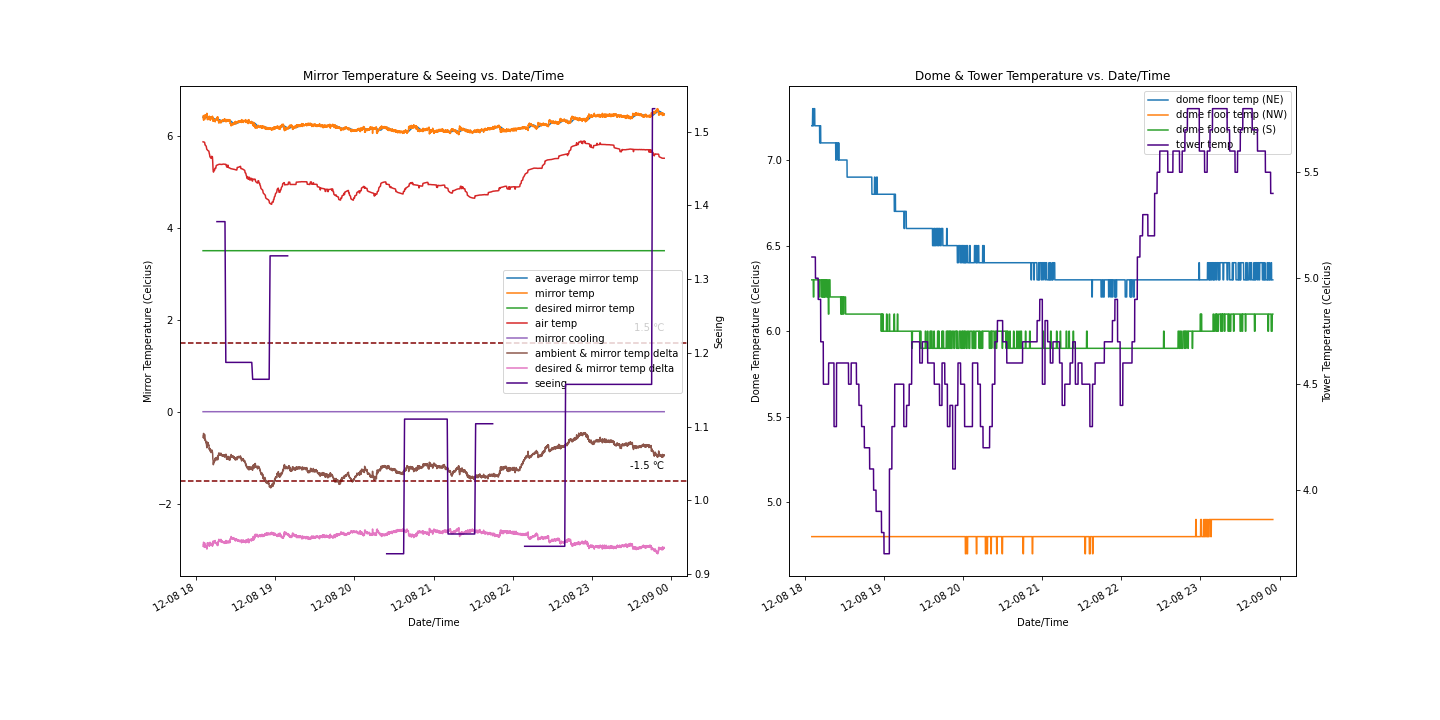 Mirror Temperature & Seeing vs. Date/Time
Mirror Temperature (Celcius)
6
4
2
0
−2
1.5
1.4
1.3
1.2
1.1
1.0
0.9
Seeing
average mirror temp
mirror temp
desired mirror temp
air temp
mirror cooling
ambient & mirror temp delta
desired & mirror temp delta
seeing
1.5 ℃
-1.5 ℃
12-08 18
12-08 19
12-08 20
12-08 21
12-08 22
12-08 23
12-09 00
Date/Time
Dome & Tower Temperature vs. Date/Time
Dome Temperature (Celcius)
7.0
6.5
6.0
5.5
5.0
dome floor temp (NE)
dome floor temp (NW)
dome floor temp (S)
tower temp
5.5
5.0
4.5
4.0
Tower Temperature (Celcius)
12-08 18
12-08 19
12-08 20
12-08 21
12-08 22
12-08 23
12-09 00
Date/Time